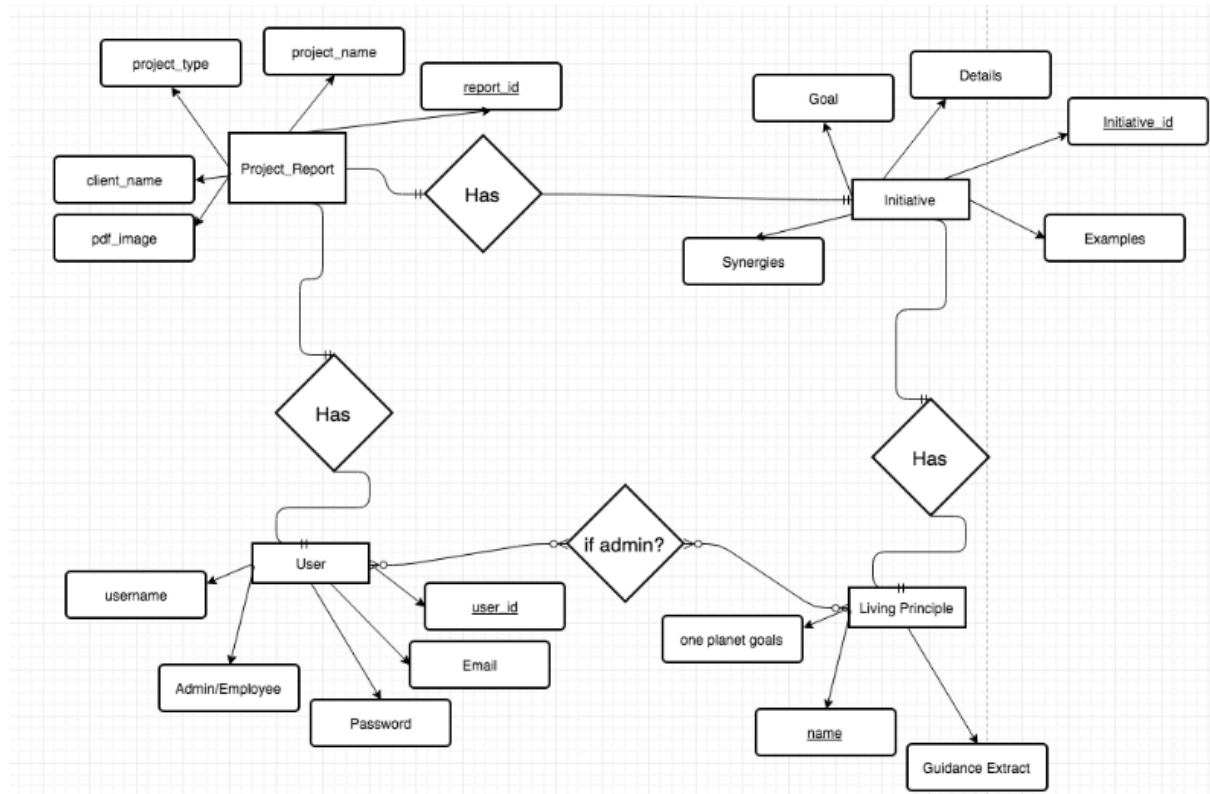 project_name
project_type
report_id
Details
Goal
Initiative_id
Project_Report
client_name
Has
Initiative
pdf_image
Examples
Synergies
Has
Has
if admin?
User
username
user_id
Living Principle
one planet goals
Email
Admin/Employee
Password
name
Guidance Extract